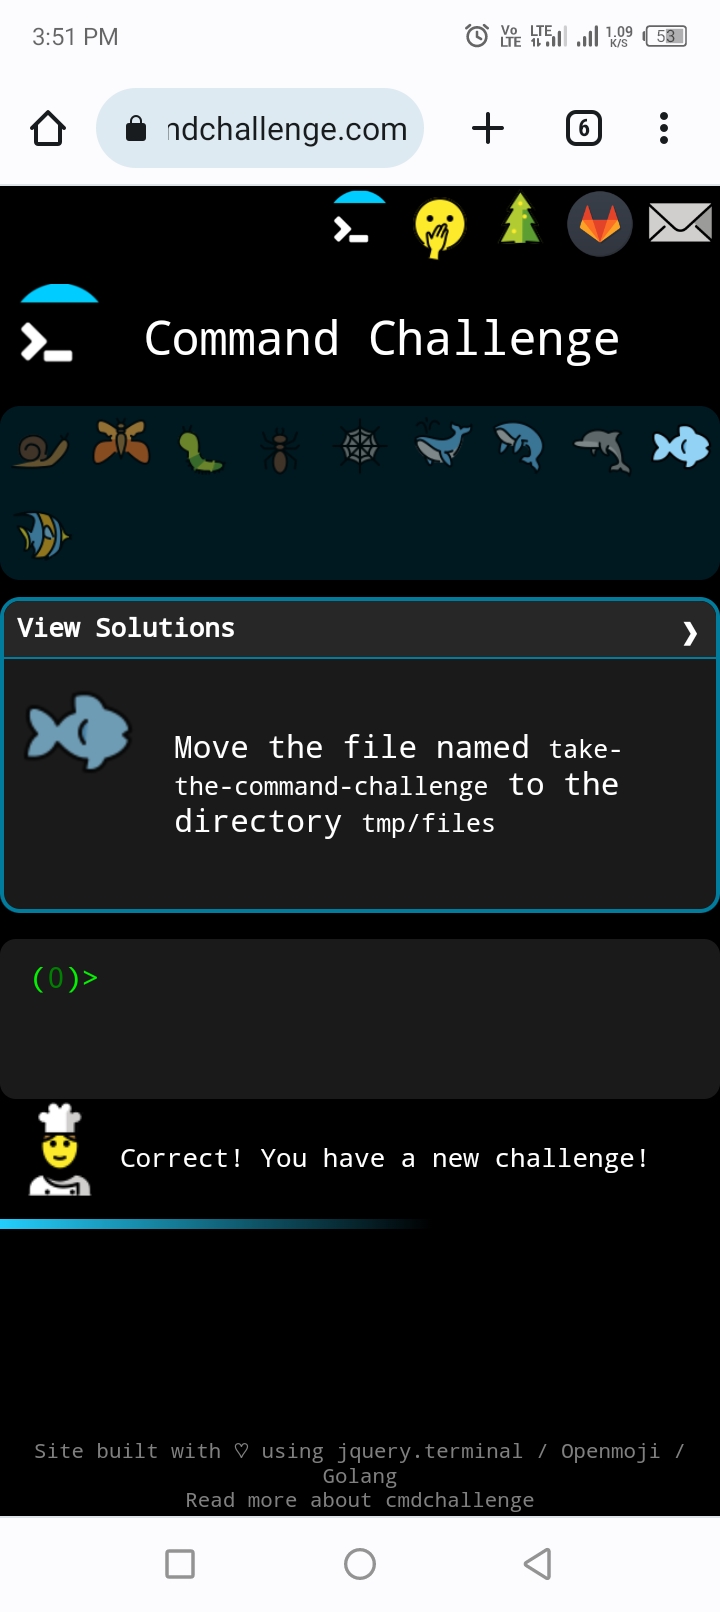 3:51 PM
Vo LTE LTE 1.09 K/S 53
ndchallenge.com
6
Command Challenge
View Solutions
Move the file named take-
the-command-challenge to the
directory tmp/files
(0)>
Correct! You have a new challenge!
Site built with ♡ using jquery.terminal / Openmoji /
Golang
Read more about cmdchallenge